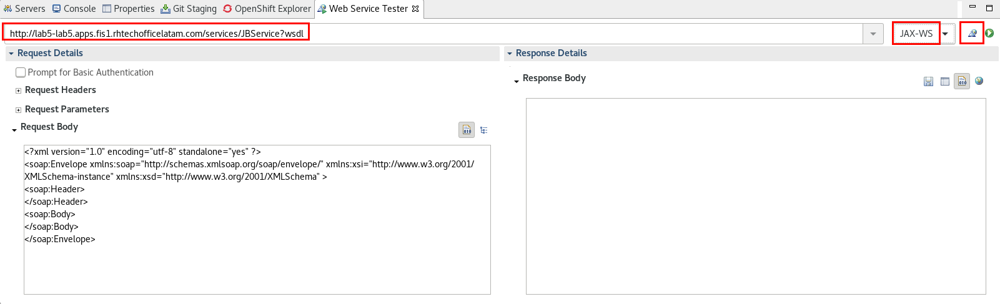 Servers Console Properties Git Staging OpenShift Explorer Web Service Tester
http://lab5-lab5.apps.fis1.rhtechofficelatam.com/services/JBService?wsdl JAX-WS
Request Details
Prompt for Basic Authentication
Request Headers
Request Parameters
Request Body
010
<?xml version="1.0" encoding="utf-8" standalone="yes" ?>
<soap:Envelope xmlns:soap="http://schemas.xmlsoap.org/soap/envelope/" xmlns:xsi="http://www.w3.org/2001/
XMLSchema-instance" xmlns:xsd="http://www.w3.org/2001/XMLSchema" >
<soap:Header>
</soap:Header>
<soap:Body>
</soap:Body>
</soap:Envelope>
Response Details
Response Body
010